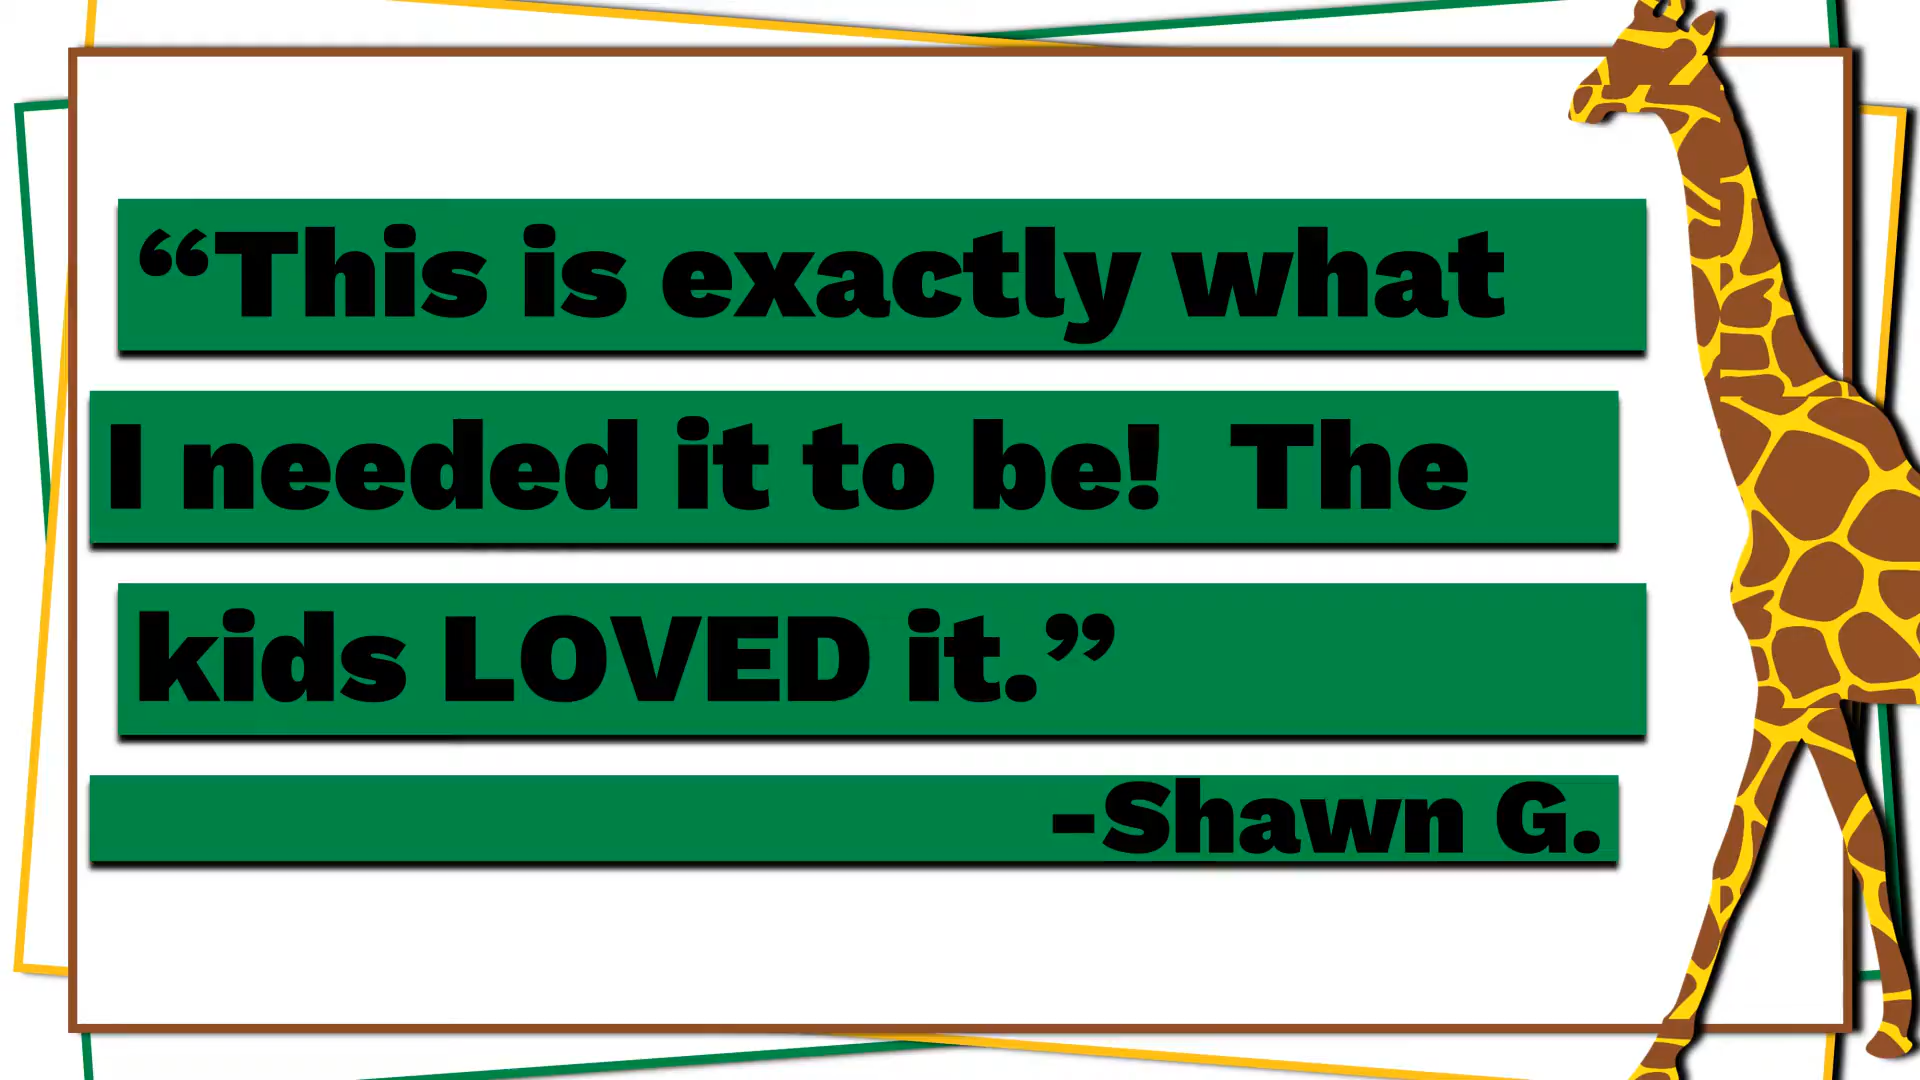 “This is exactly what
I needed it to be!  The
kids LOVED it.”
-Shawn G.